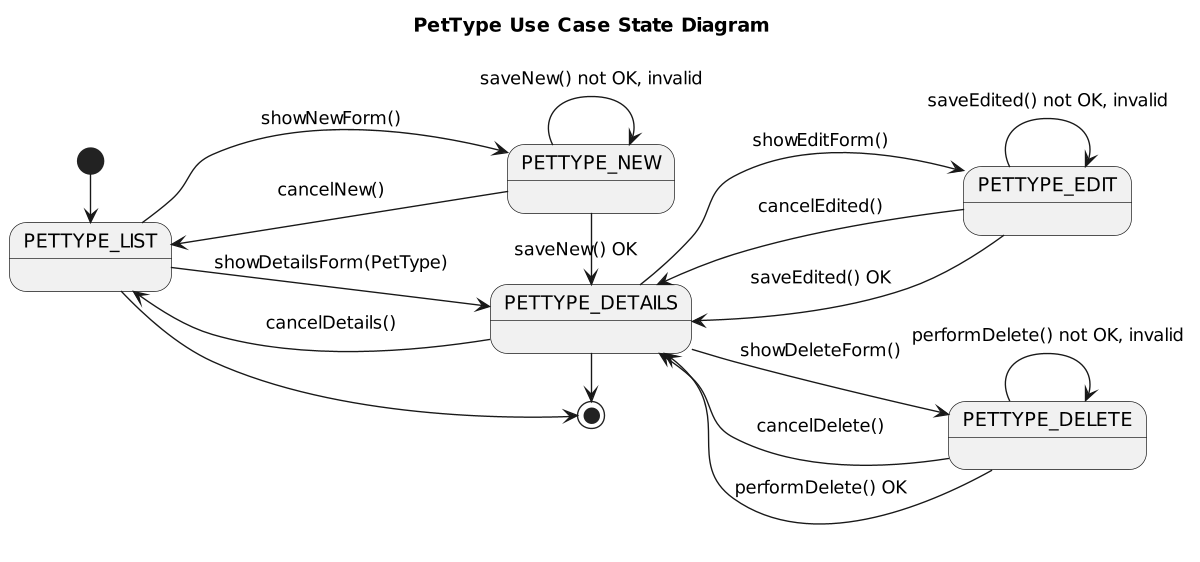 PetType Use Case State Diagram
saveNew() not OK, invalid
saveEdited() not OK, invalid
showNewForm()
showEditForm()
PETTYPE_NEW
PETTYPE_EDIT
cancelNew()
cancelEdited()
PETTYPE_LIST
saveNew() OK
showDetailsForm(PetType)
saveEdited() OK
PETTYPE_DETAILS
cancelDetails()
performDelete() not OK, invalid
showDeleteForm()
PETTYPE_DELETE
cancelDelete()
performDelete() OK